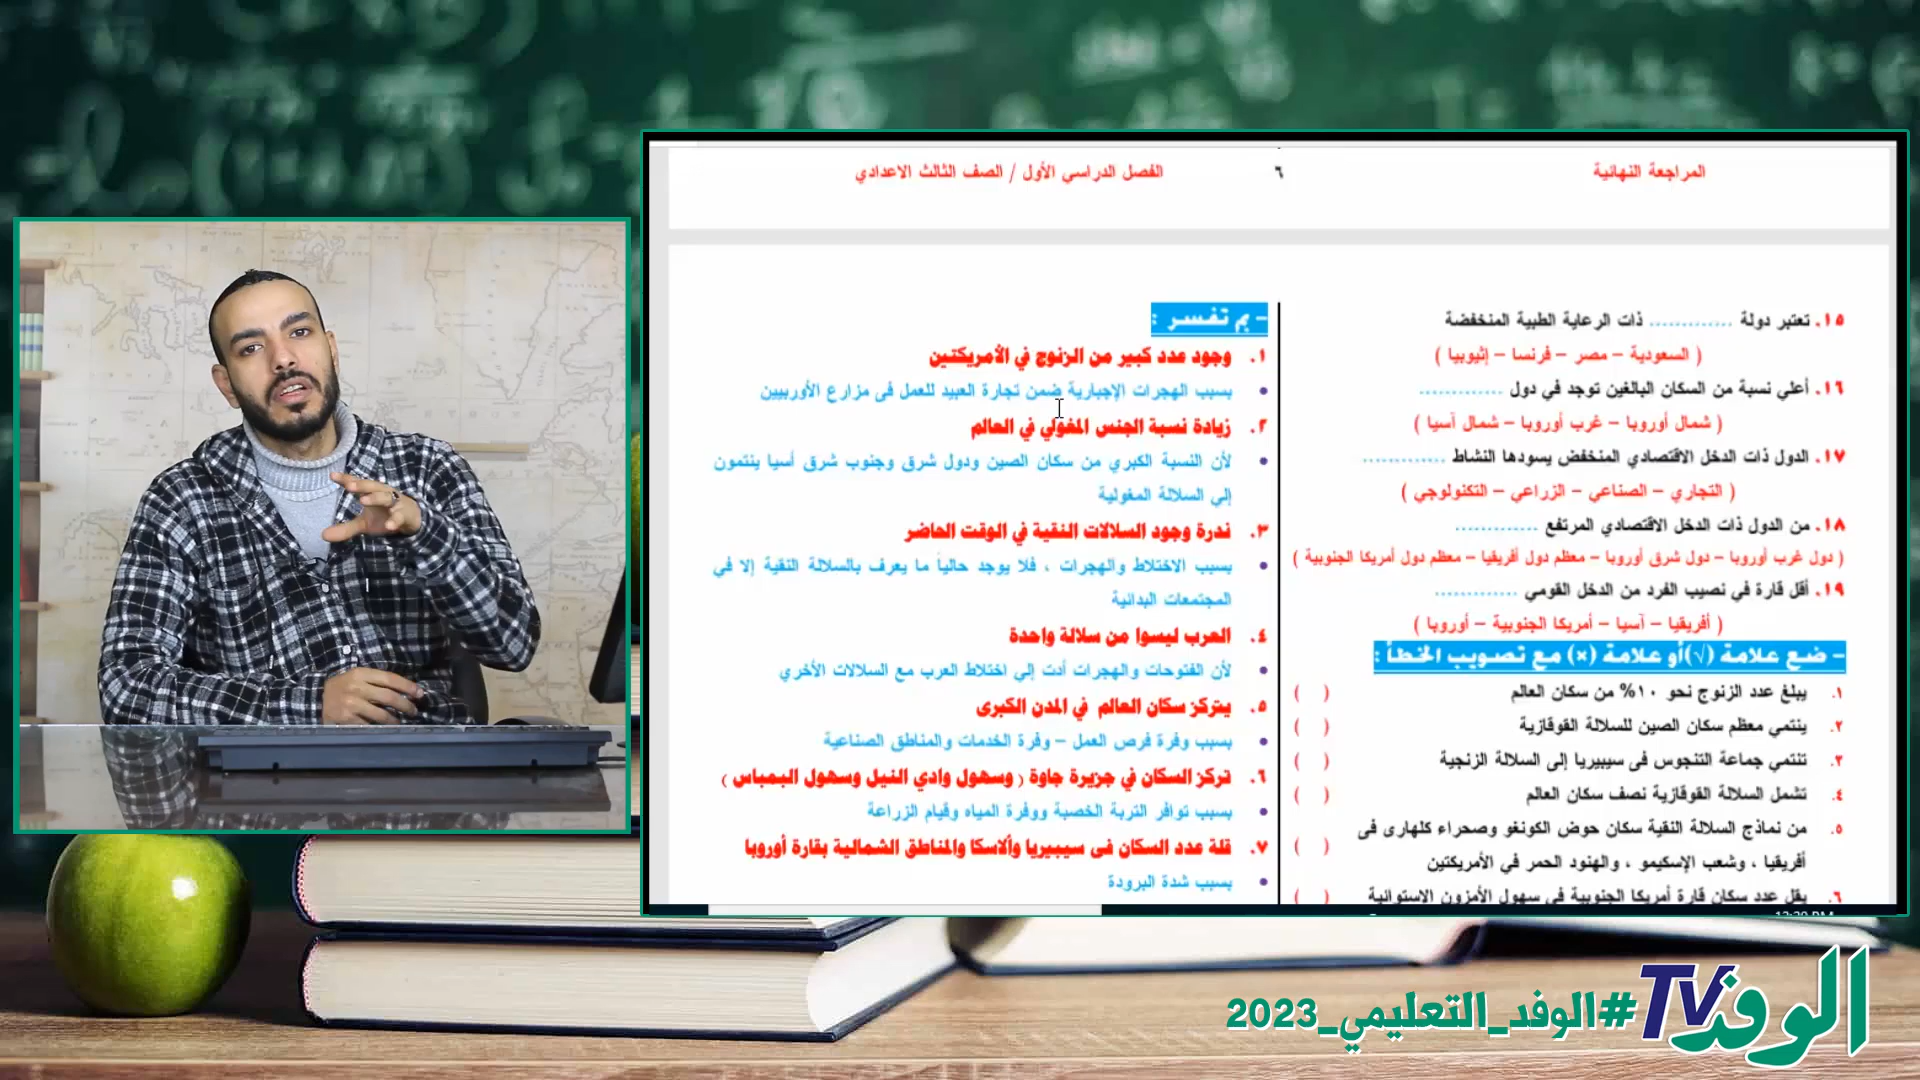 المراجعة النهائية
٦
الفصل الدراسي الأول / الصف الثالث الاعدادي
١٥. تعتبر دولة ............. ذات الرعاية الطبية المنخفضة
( السعودية – مصر – فرنسا – إثيوبيا )
١٦. أعلي نسبة من السكان البالغين توجد في دول .............
( شمال أوروبا – غرب أوروبا – شمال آسيا )
١٧. الدول ذات الدخل الاقتصادي المنخفض يسودها النشاط .............
( التجاري – الصناعي – الزراعي – التكنولوجي )
١٨. من الدول ذات الدخل الاقتصادي المرتفع .............
( دول غرب أوروبا – دول شرق أوروبا – معظم دول أفريقيا – معظم دول أمريكا الجنوبية )
١٩. أقل قارة في نصيب الفرد من الدخل القومي .............
( أفريقيا – آسيا – أمريكا الجنوبية – أوروبا )
- ضع علامة (√)أو علامة (×) مع تصويب الخطأ :
١. يبلغ عدد الزنوج نحو ١٠% من سكان العالم ( )
٢. ينتمي معظم سكان الصين للسلالة القوقازية ( )
٣. تنتمي جماعة التنجوس فى سيبيريا إلى السلالة الزنجية ( )
٤. تشمل السلالة القوقازية نصف سكان العالم ( )
٥. من نماذج السلالة النقية سكان حوض الكونغو وصحراء كلهارى فى
أفريقيا ، وشعب الإسكيمو ، والهنود الحمر في الأمريكتين ( )
٦. يقل عدد سكان قارة أمريكا الجنوبية في سهول الأمزون الاستوائية ( )
- بم تفسر :
١. وجود عدد كبير من الزنوج في الأمريكتين
• بسبب الهجرات الإجبارية ضمن تجارة العبيد للعمل فى مزارع الأوربيين
٢. زيادة نسبة الجنس المغولي في العالم
• لأن النسبة الكبري من سكان الصين ودول شرق وجنوب شرق أسيا ينتمون
إلي السلالة المغولية
٣. ندرة وجود السلالات النقية في الوقت الحاضر
• بسبب الاختلاط والهجرات ، فلا يوجد حالياً ما يعرف بالسلالة النقية إلا في
المجتمعات البدائية
٤. العرب ليسوا من سلالة واحدة
• لأن الفتوحات والهجرات أدت إلي اختلاط العرب مع السلالات الأخري
٥. يتركز سكان العالم في المدن الكبرى
• بسبب وفرة فرص العمل – وفرة الخدمات والمناطق الصناعية
٦. تركز السكان في جزيرة جاوة ( وسهول وادي النيل وسهول البمباس )
• بسبب توافر التربة الخصبة ووفرة المياه وقيام الزراعة
٧. قلة عدد السكان فى سيبيريا وألاسكا والمناطق الشمالية بقارة أوروبا
• بسبب شدة البرودة
الوفد TV
#الوفد_التعليمي_2023